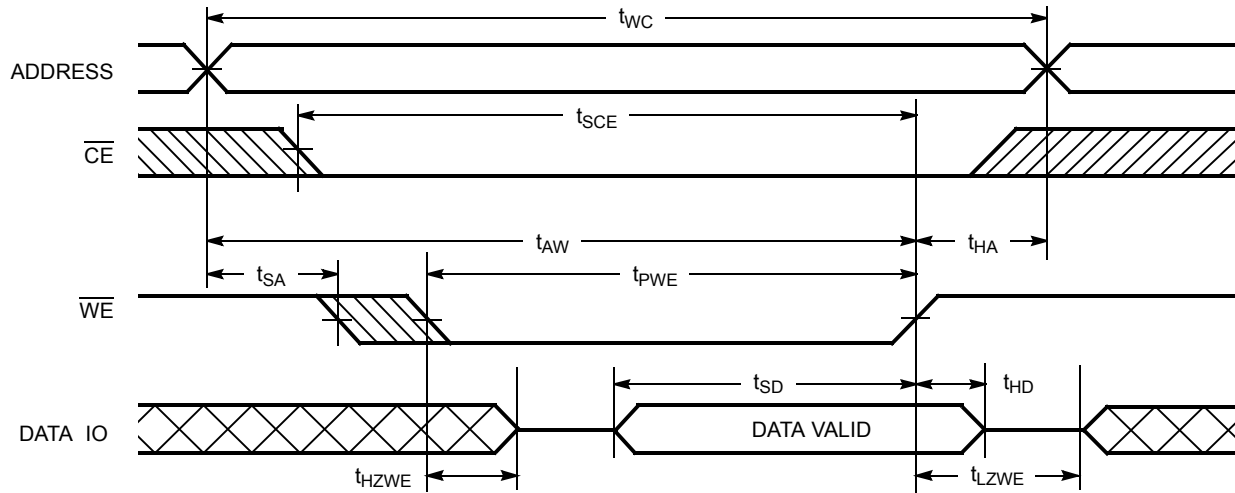 tWC
ADDRESS
tSCE
CE
tAW
tHA
tSA
tPWE
WE
tSD
tHD
DATA IO
DATA VALID
tHZWE
tLZWE